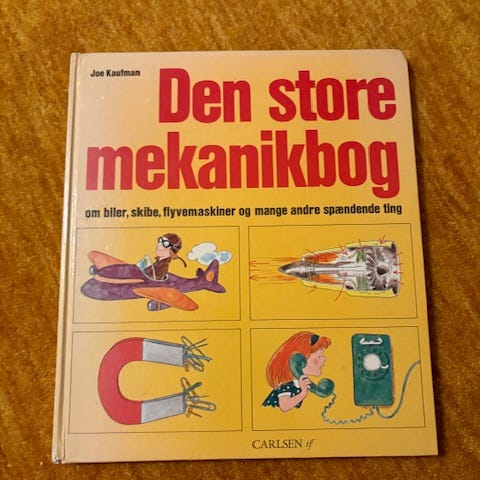 Joe Kaufman
Den store
mekanikbog
om biler, skibe, flyvemaskiner og mange andre spændende ting
CARLSEN if